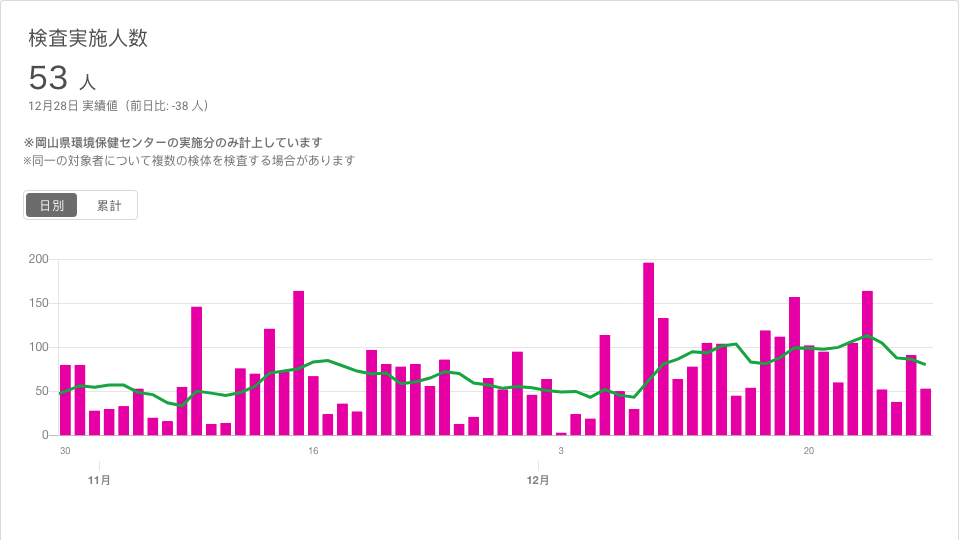 検査実施人数
53 人
12月28日 実績値（前日比: -38 人）
※岡山県環境保健センターの実施分のみ計上しています
※同一の対象者について複数の検体を検査する場合があります
日別 累計
200
150
100
50
0
30 16 3 20
11月 12月